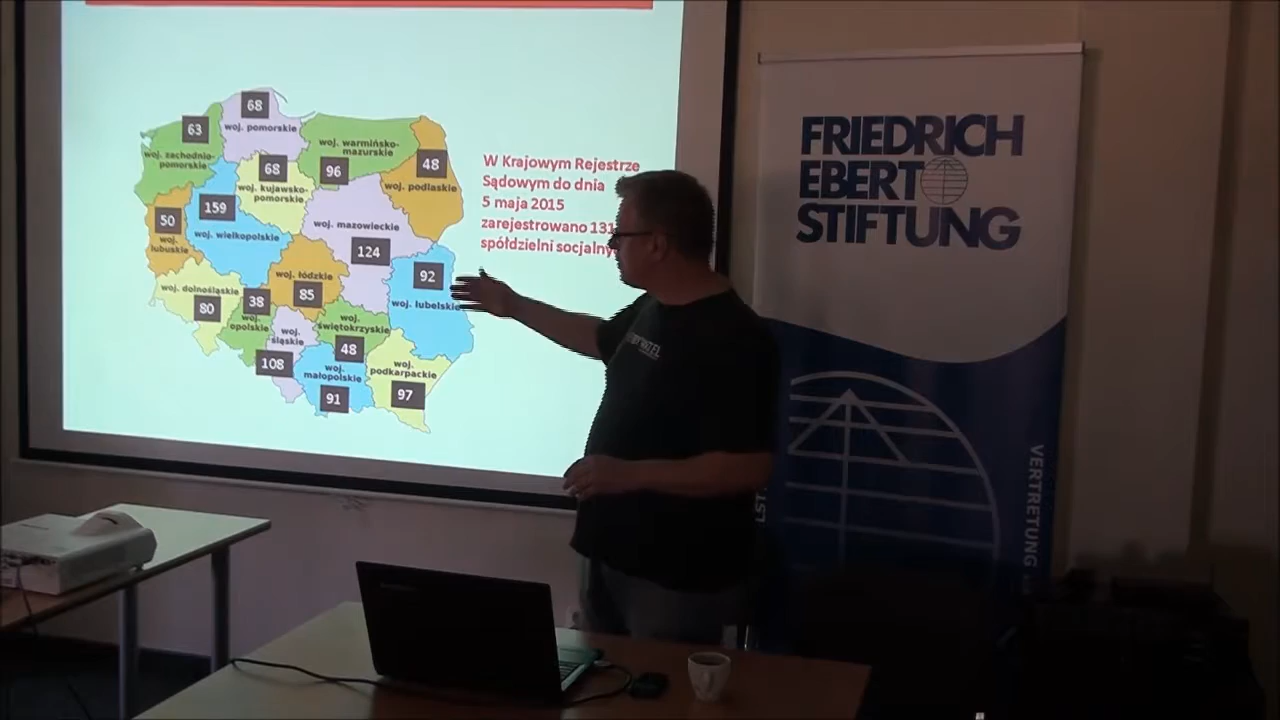 68
woj. pomorskie
63
woj. zachodnio-
pomorskie
woj. warmińsko-
mazurskie
96
48
woj. podlaskie
68
woj. kujawsko-
pomorskie
159
woj. wielkopolskie
50
woj.
lubuskie
woj. mazowieckie
124
woj. łódzkie
85
92
woj. lubelskie
woj. dolnośląskie
80
38
woj.
opolskie
woj.
śląskie
108
woj.
świętokrzyskie
48
woj.
małopolskie
91
woj.
podkarpackie
97
W Krajowym Rejestrze
Sądowym do dnia
5 maja 2015
zarejestrowano 131
spółdzielni socjalny
FRIEDRICH
EBERT
STIFTUNG
VERTRETUNG